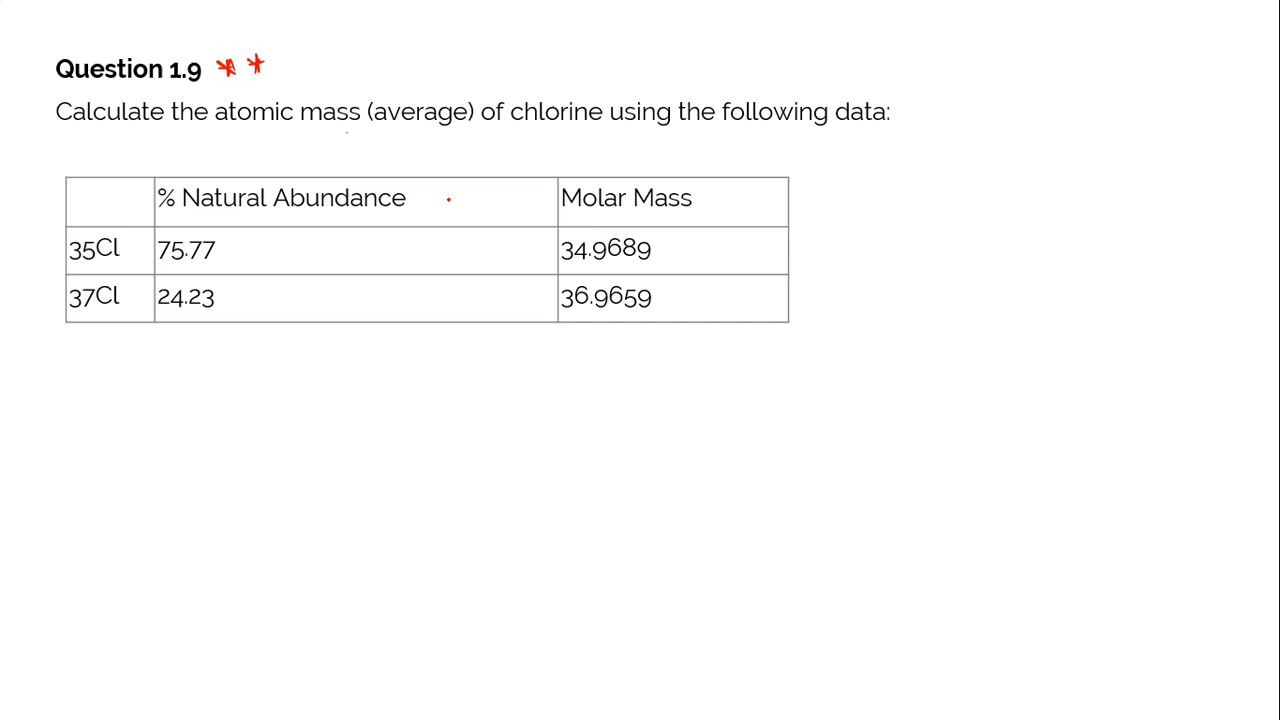 Question 1.9 **
Calculate the atomic mass (average) of chlorine using the following data:
% Natural Abundance Molar Mass
35Cl 75.77 34.9689
37Cl 24.23 36.9659